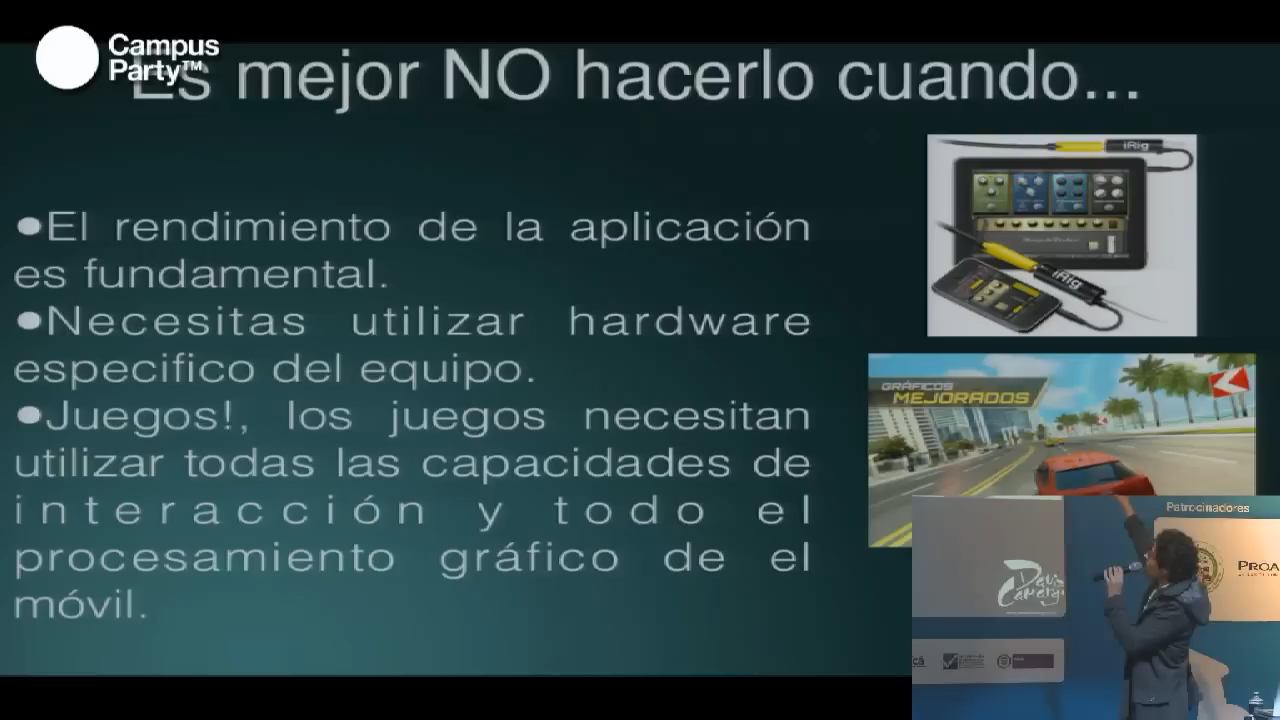 Campus
Party™
Es mejor NO hacerlo cuando...
●El rendimiento de la aplicación
es fundamental.
●Necesitas utilizar hardware
especifico del equipo.
●Juegos!, los juegos necesitan
utilizar todas las capacidades de
interacción y todo el
procesamiento gráfico de el
móvil.
iRig
iRig
GRÁFICOS
MEJORADOS
Patrocinadores